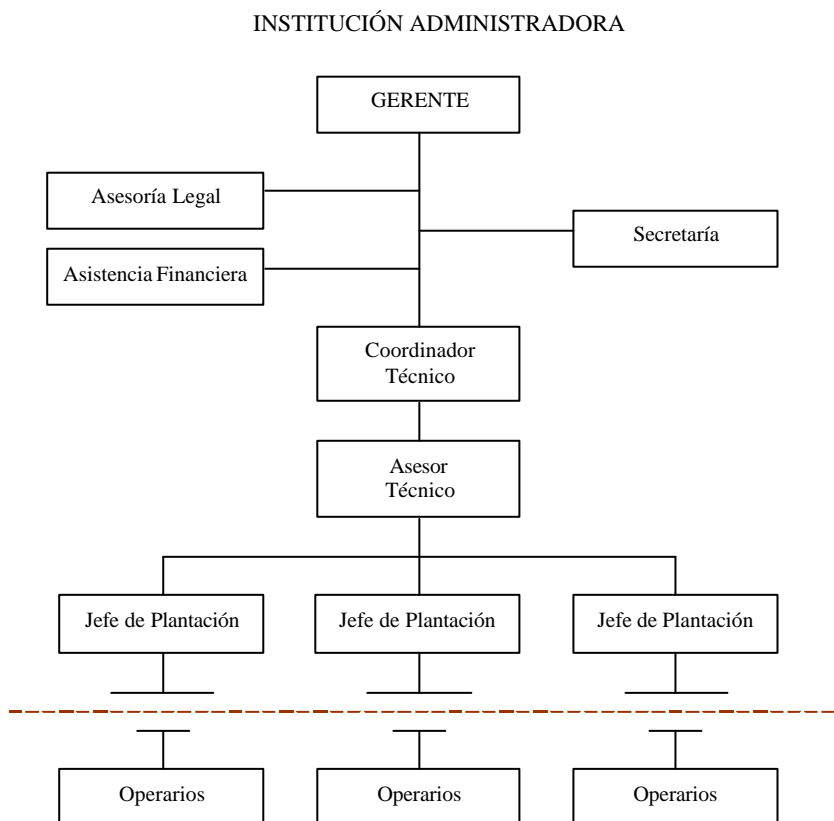 INSTITUCIÓN ADMINISTRADORA
GERENTE
Asesoría Legal
Secretaría
Asistencia Financiera
Coordinador
Técnico
Asesor
Técnico
Jefe de Plantación
Jefe de Plantación
Jefe de Plantación
Operarios
Operarios
Operarios